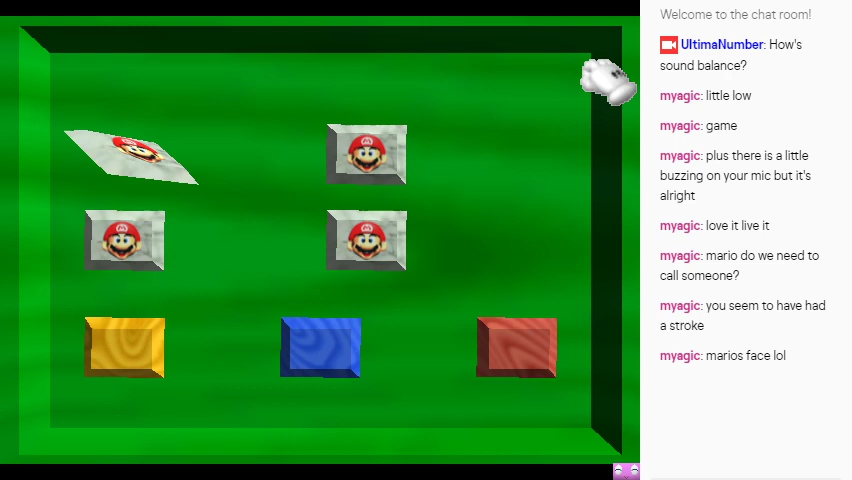 Welcome to the chat room!
UltimaNumber: How's
sound balance?
myagic: little low
myagic: game
myagic: plus there is a little
buzzing on your mic but it's
alright
myagic: love it live it
myagic: mario do we need to
call someone?
myagic: you seem to have had
a stroke
myagic: marios face lol